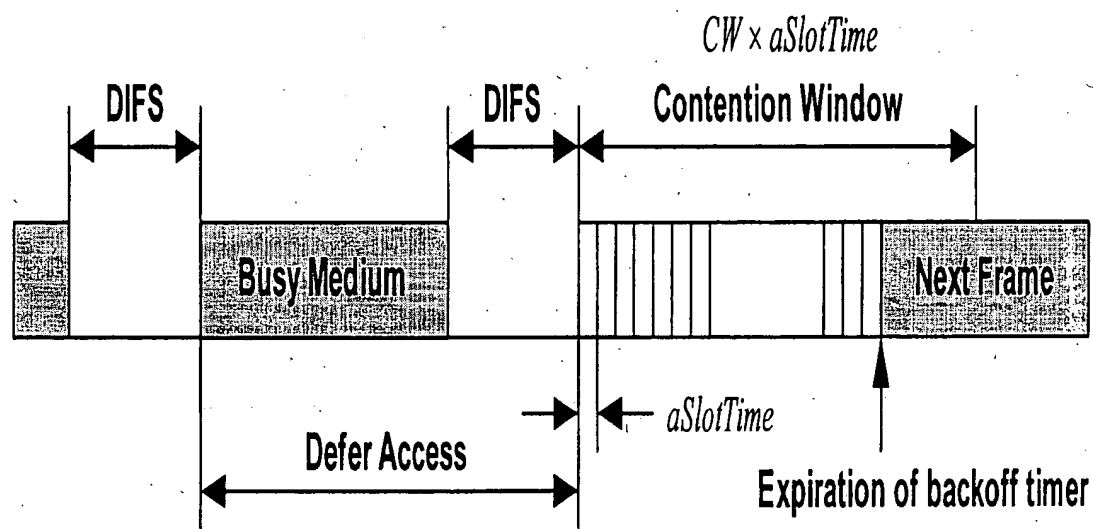 CW × aSlotTime
DIFS
DIFS
Contention Window
Busy Medium
Next Frame
aSlotTime
Defer Access
Expiration of backoff timer